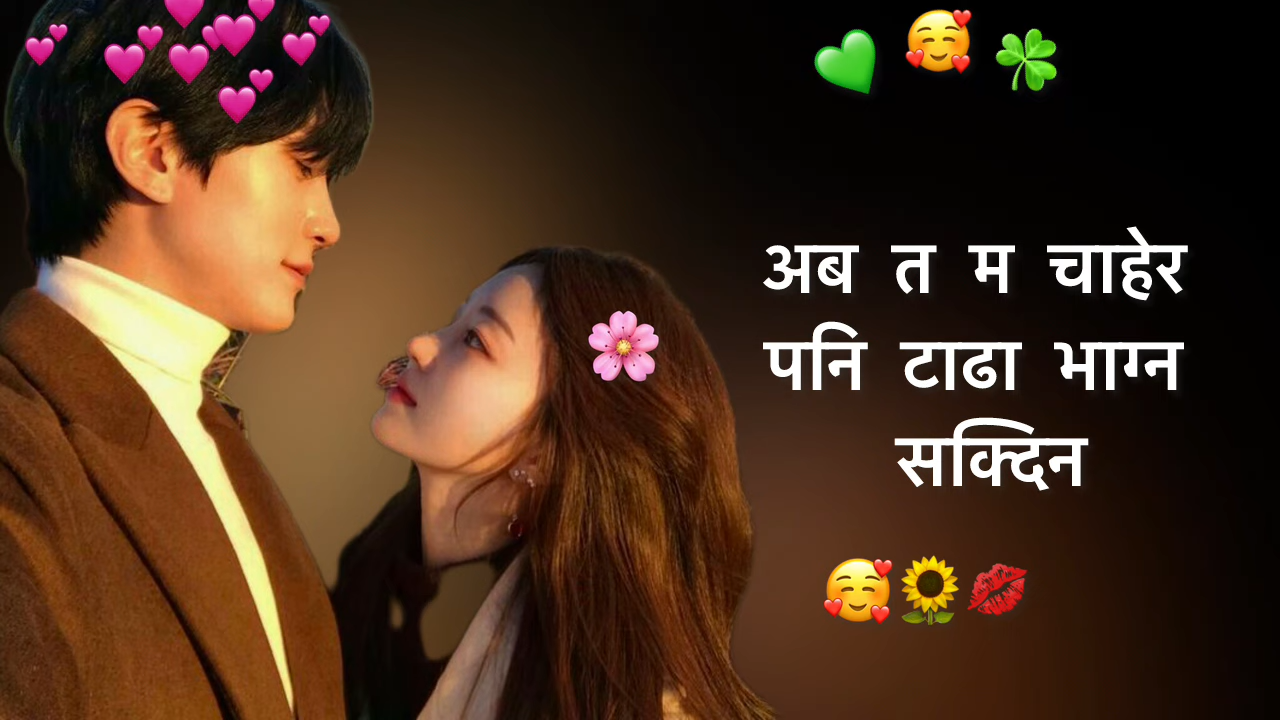 अब त म चाहेर
पनि टाढा भाग्न
सक्दिन